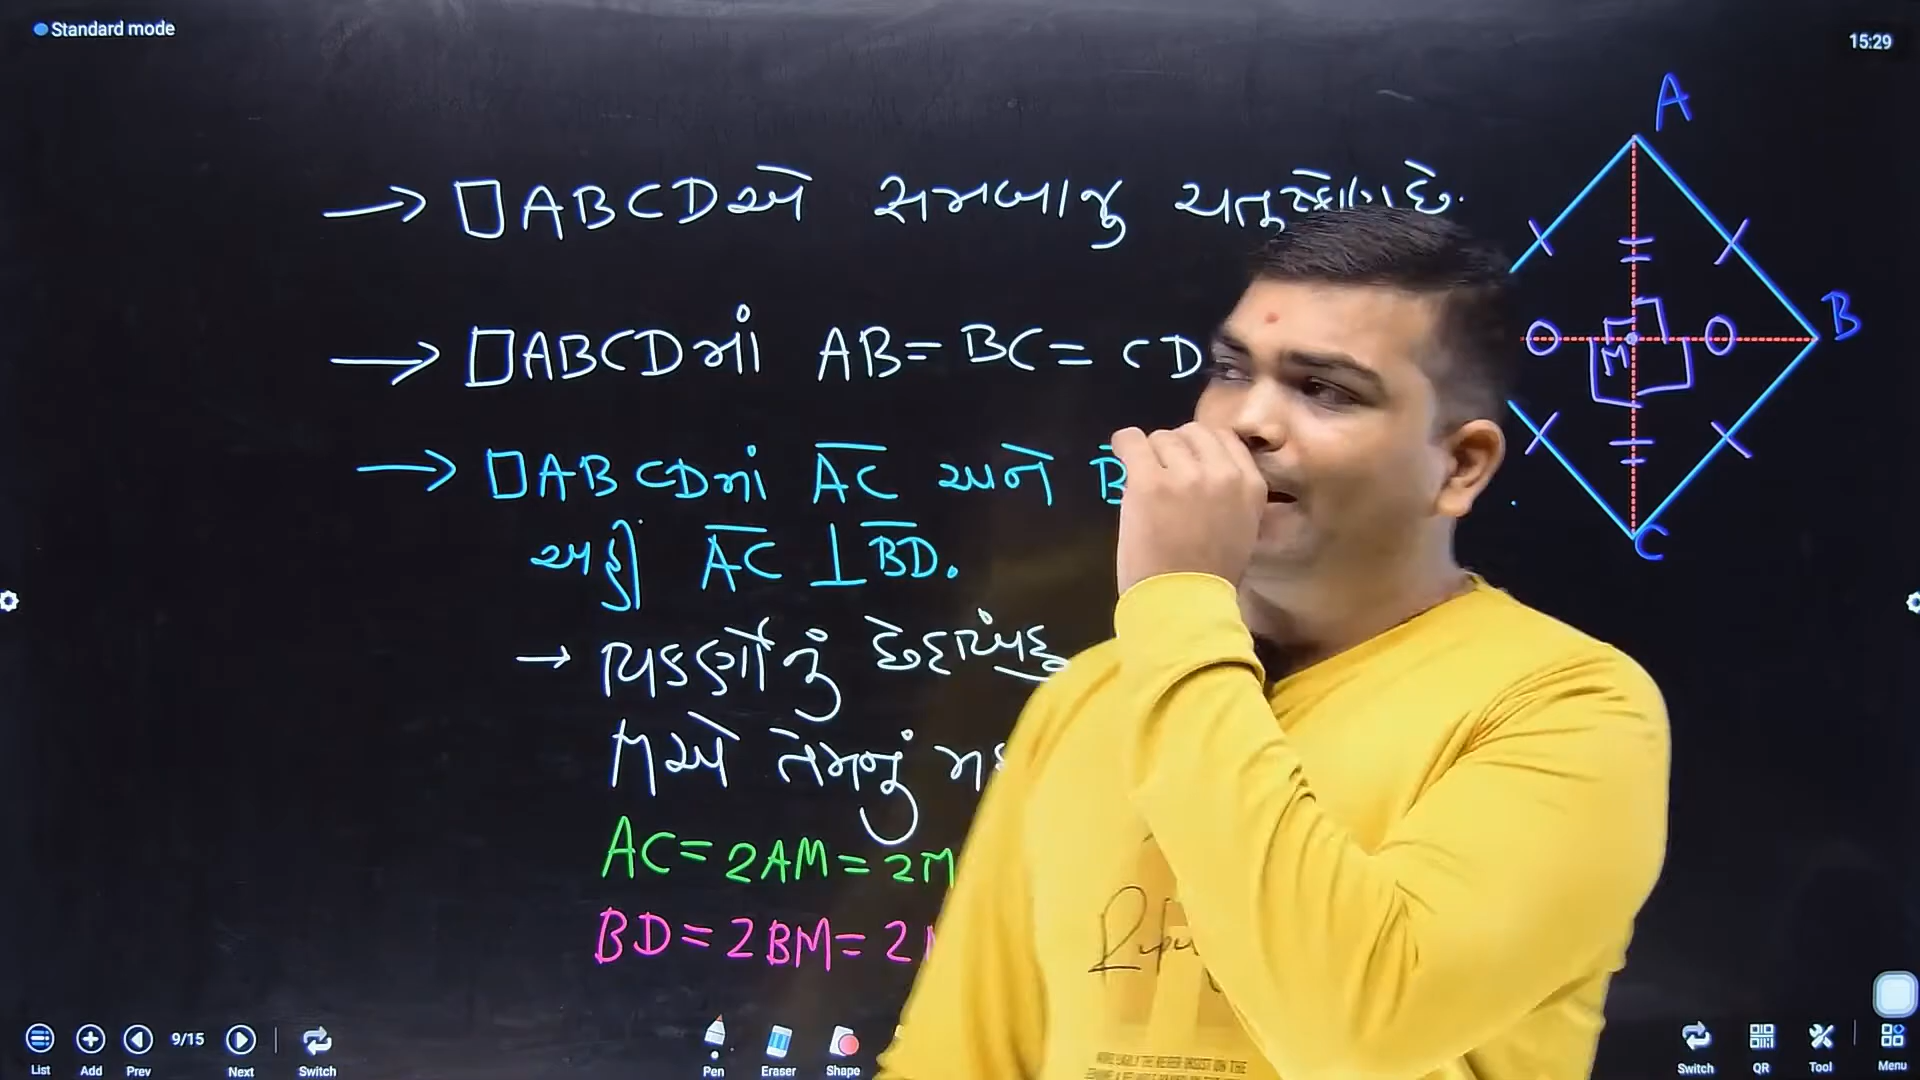 Standard mode
15:29
A
→ □ABCD એ સમબાજુ ચતુષ્કોણ છે.
→ □ABCD માં AB = BC = CD
B
M
→ □ABCD માં AC અને B
અહીં AC ⊥ BD.
C
→ વિકર્ણોનું છેદબિંદુ
M એ તેમનું
AC = 2AM = 2M
BD = 2BM = 2
List
Add
Prev
9/15
Next
Switch
Pen
Eraser
Shape
Switch
QR
Tool
Menu